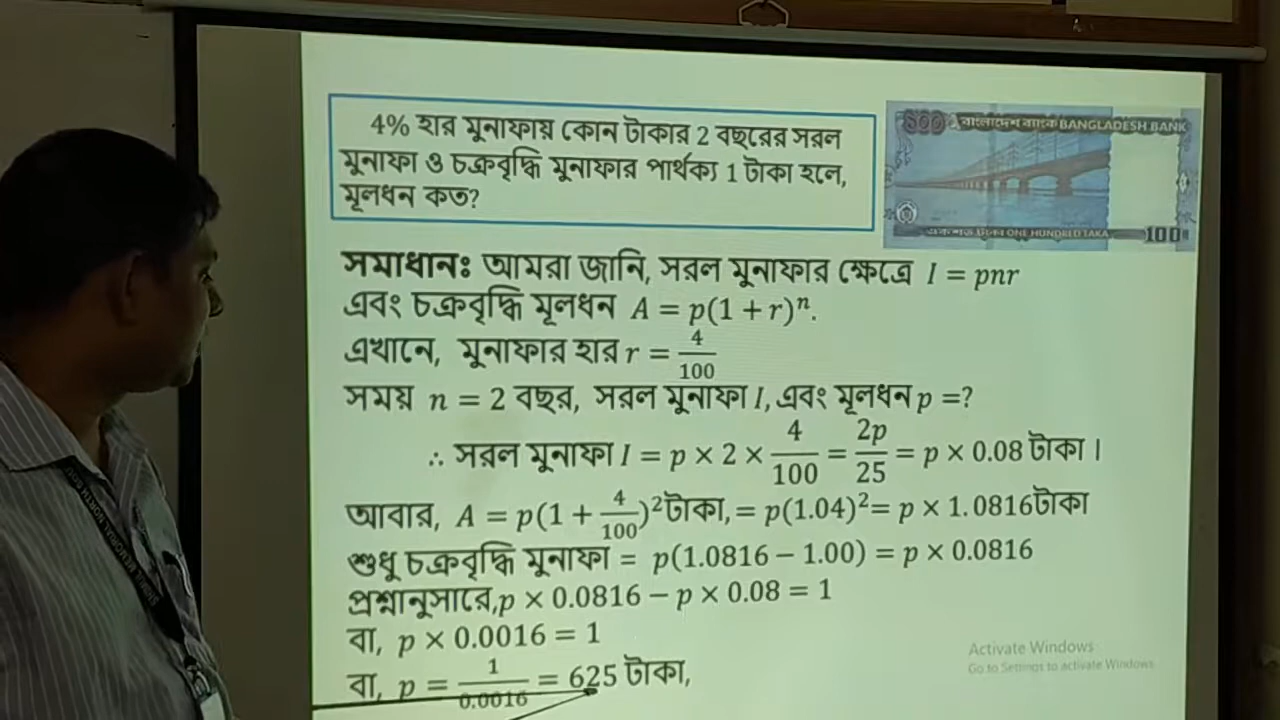 4% হার মুনাফায় কোন টাকার 2 বছরের সরল
মুনাফা ও চক্রবৃদ্ধি মুনাফার পার্থক্য 1 টাকা হলে,
মূলধন কত?
বাংলাদেশ ব্যাংক BANGLADESH BANK
ONE HUNDRED TAKA
100
সমাধানঃ আমরা জানি, সরল মুনাফার ক্ষেত্রে I = pnr
এবং চক্রবৃদ্ধি মূলধন A = p(1 + r)ⁿ.
এখানে, মুনাফার হার r = 4/100
সময় n = 2 বছর, সরল মুনাফা I, এবং মূলধন p =?
∴ সরল মুনাফা I = p × 2 × 4/100 = 2p/25 = p × 0.08 টাকা ।
আবার, A = p(1 + 4/100)²টাকা, = p(1.04)²= p × 1.0816টাকা
শুধু চক্রবৃদ্ধি মুনাফা = p(1.0816 − 1.00) = p × 0.0816
প্রশ্নানুসারে,p × 0.0816 − p × 0.08 = 1
বা, p × 0.0016 = 1
বা, p = 1/0.0016 = 625 টাকা,
Activate Windows
Go to Settings to activate Windows.